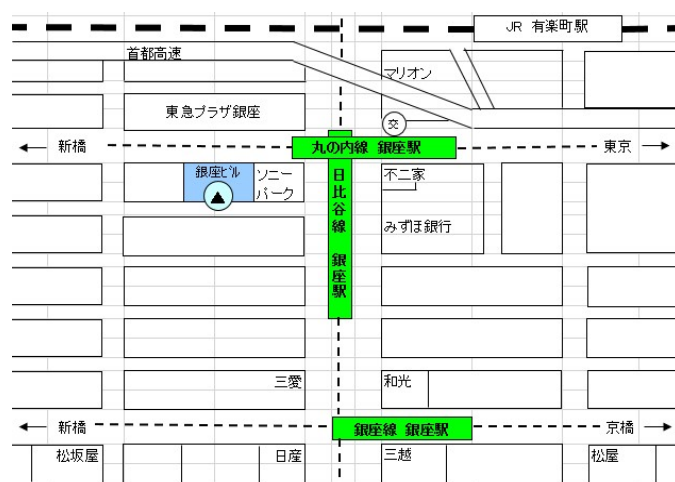 JR 有楽町駅
首都高速
マリオン
東急プラザ銀座
交
新橋
丸の内線 銀座駅
東京
銀座ビル
ソニー
パーク
日比谷線 銀座駅
不二家
みずほ銀行
三愛
和光
新橋
銀座線 銀座駅
京橋
松坂屋
日産
三越
松屋